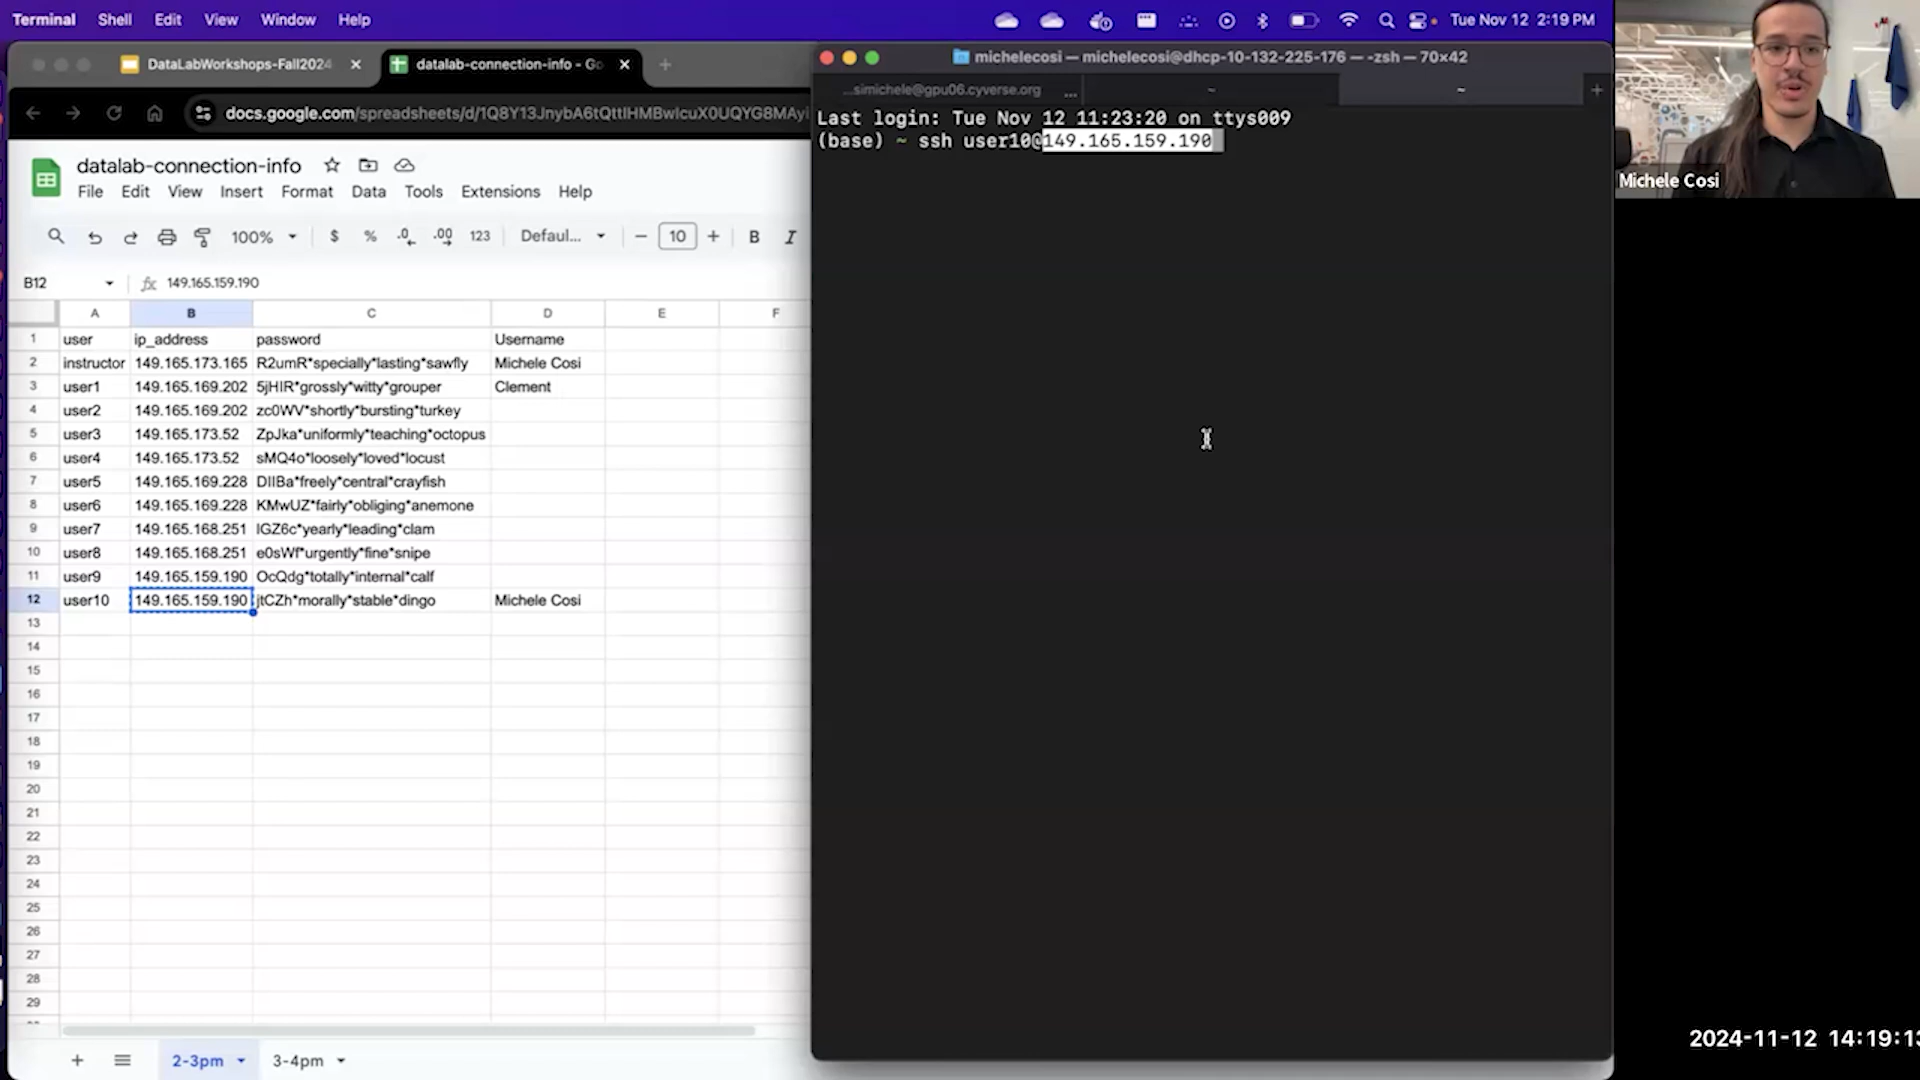 Terminal Shell Edit View Window Help Tue Nov 12 2:19 PM
DataLabWorkshops-Fall2024 datalab-connection-info - Go
docs.google.com/spreadsheets/d/
datalab-connection-info
File Edit View Insert Format Data Tools Extensions Help
100% $ % .0 .00 123 Defaul... − 10 + B I
B12 fx 149.165.159.190
A B C D E F
1 user ip_address password Username
2 instructor 149.165.173.165 R2umR*specially*lasting*sawfly Michele Cosi
3 user1 149.165.169.202 5jHIR*grossly*witty*grouper Clement
4 user2 149.165.169.202 zc0WV*shortly*bursting*turkey
5 user3 149.165.173.52 ZpJka*uniformly*teaching*octopus
6 user4 149.165.173.52 sMQ4o*loosely*loved*locust
7 user5 149.165.169.228 DIIBa*freely*central*crayfish
8 user6 149.165.169.228 KMwUZ*fairly*obliging*anemone
9 user7 149.165.168.251 IGZ6c*yearly*leading*clam
10 user8 149.165.168.251 e0sWf*urgently*fine*snipe
11 user9 149.165.159.190 OcQdg*totally*internal*calf
12 user10 149.165.159.190 jtCZh*morally*stable*dingo Michele Cosi
13
14
15
16
17
18
19
20
21
22
23
24
25
26
27
28
29
+ 2-3pm 3-4pm
michelecosi — michelecosi@dhcp-10-132-225-176 — -zsh — 70×42
...simichele@gpu06.cyverse.org ... ~ ~ +
Last login: Tue Nov 12 11:23:20 on ttys009
(base) ~ ssh user10@149.165.159.190
Michele Cosi
2024-11-12 14:19:13